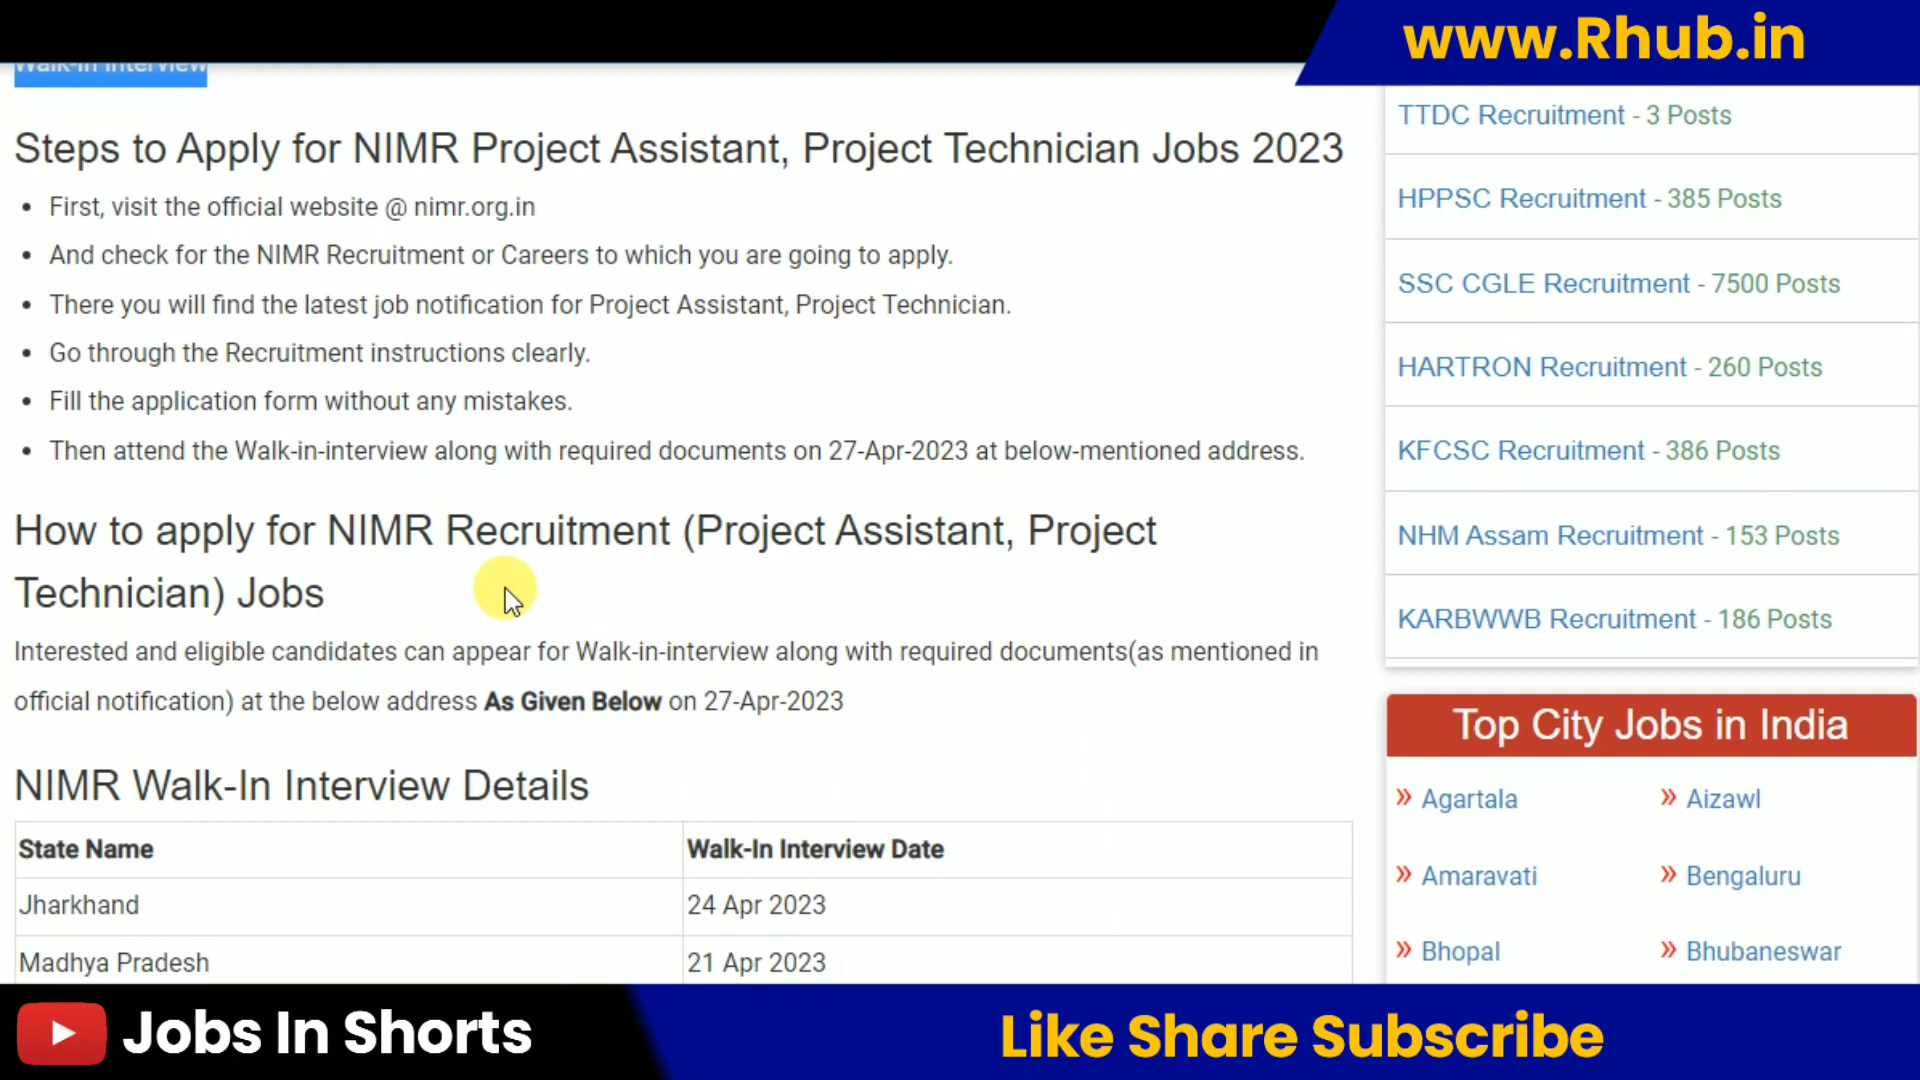 www.Rhub.in
Walk-in Interview
Steps to Apply for NIMR Project Assistant, Project Technician Jobs 2023
• First, visit the official website @ nimr.org.in
• And check for the NIMR Recruitment or Careers to which you are going to apply.
• There you will find the latest job notification for Project Assistant, Project Technician.
• Go through the Recruitment instructions clearly.
• Fill the application form without any mistakes.
• Then attend the Walk-in-interview along with required documents on 27-Apr-2023 at below-mentioned address.
How to apply for NIMR Recruitment (Project Assistant, Project
Technician) Jobs
Interested and eligible candidates can appear for Walk-in-interview along with required documents(as mentioned in
official notification) at the below address As Given Below on 27-Apr-2023
NIMR Walk-In Interview Details
State Name Walk-In Interview Date
Jharkhand 24 Apr 2023
Madhya Pradesh 21 Apr 2023
TTDC Recruitment - 3 Posts
HPPSC Recruitment - 385 Posts
SSC CGLE Recruitment - 7500 Posts
HARTRON Recruitment - 260 Posts
KFCSC Recruitment - 386 Posts
NHM Assam Recruitment - 153 Posts
KARBWWB Recruitment - 186 Posts
Top City Jobs in India
» Agartala » Aizawl
» Amaravati » Bengaluru
» Bhopal » Bhubaneswar
Jobs In Shorts
Like Share Subscribe